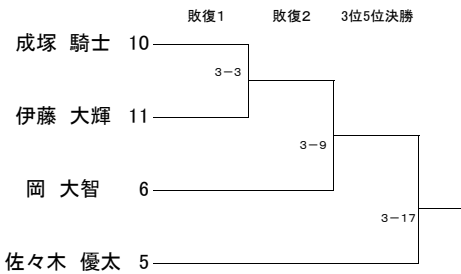 敗復1 敗復2 3位5位決勝
成塚 騎士 10
3－3
伊藤 大輝 11
3－9
岡 大智 6
3－17
佐々木 優太 5